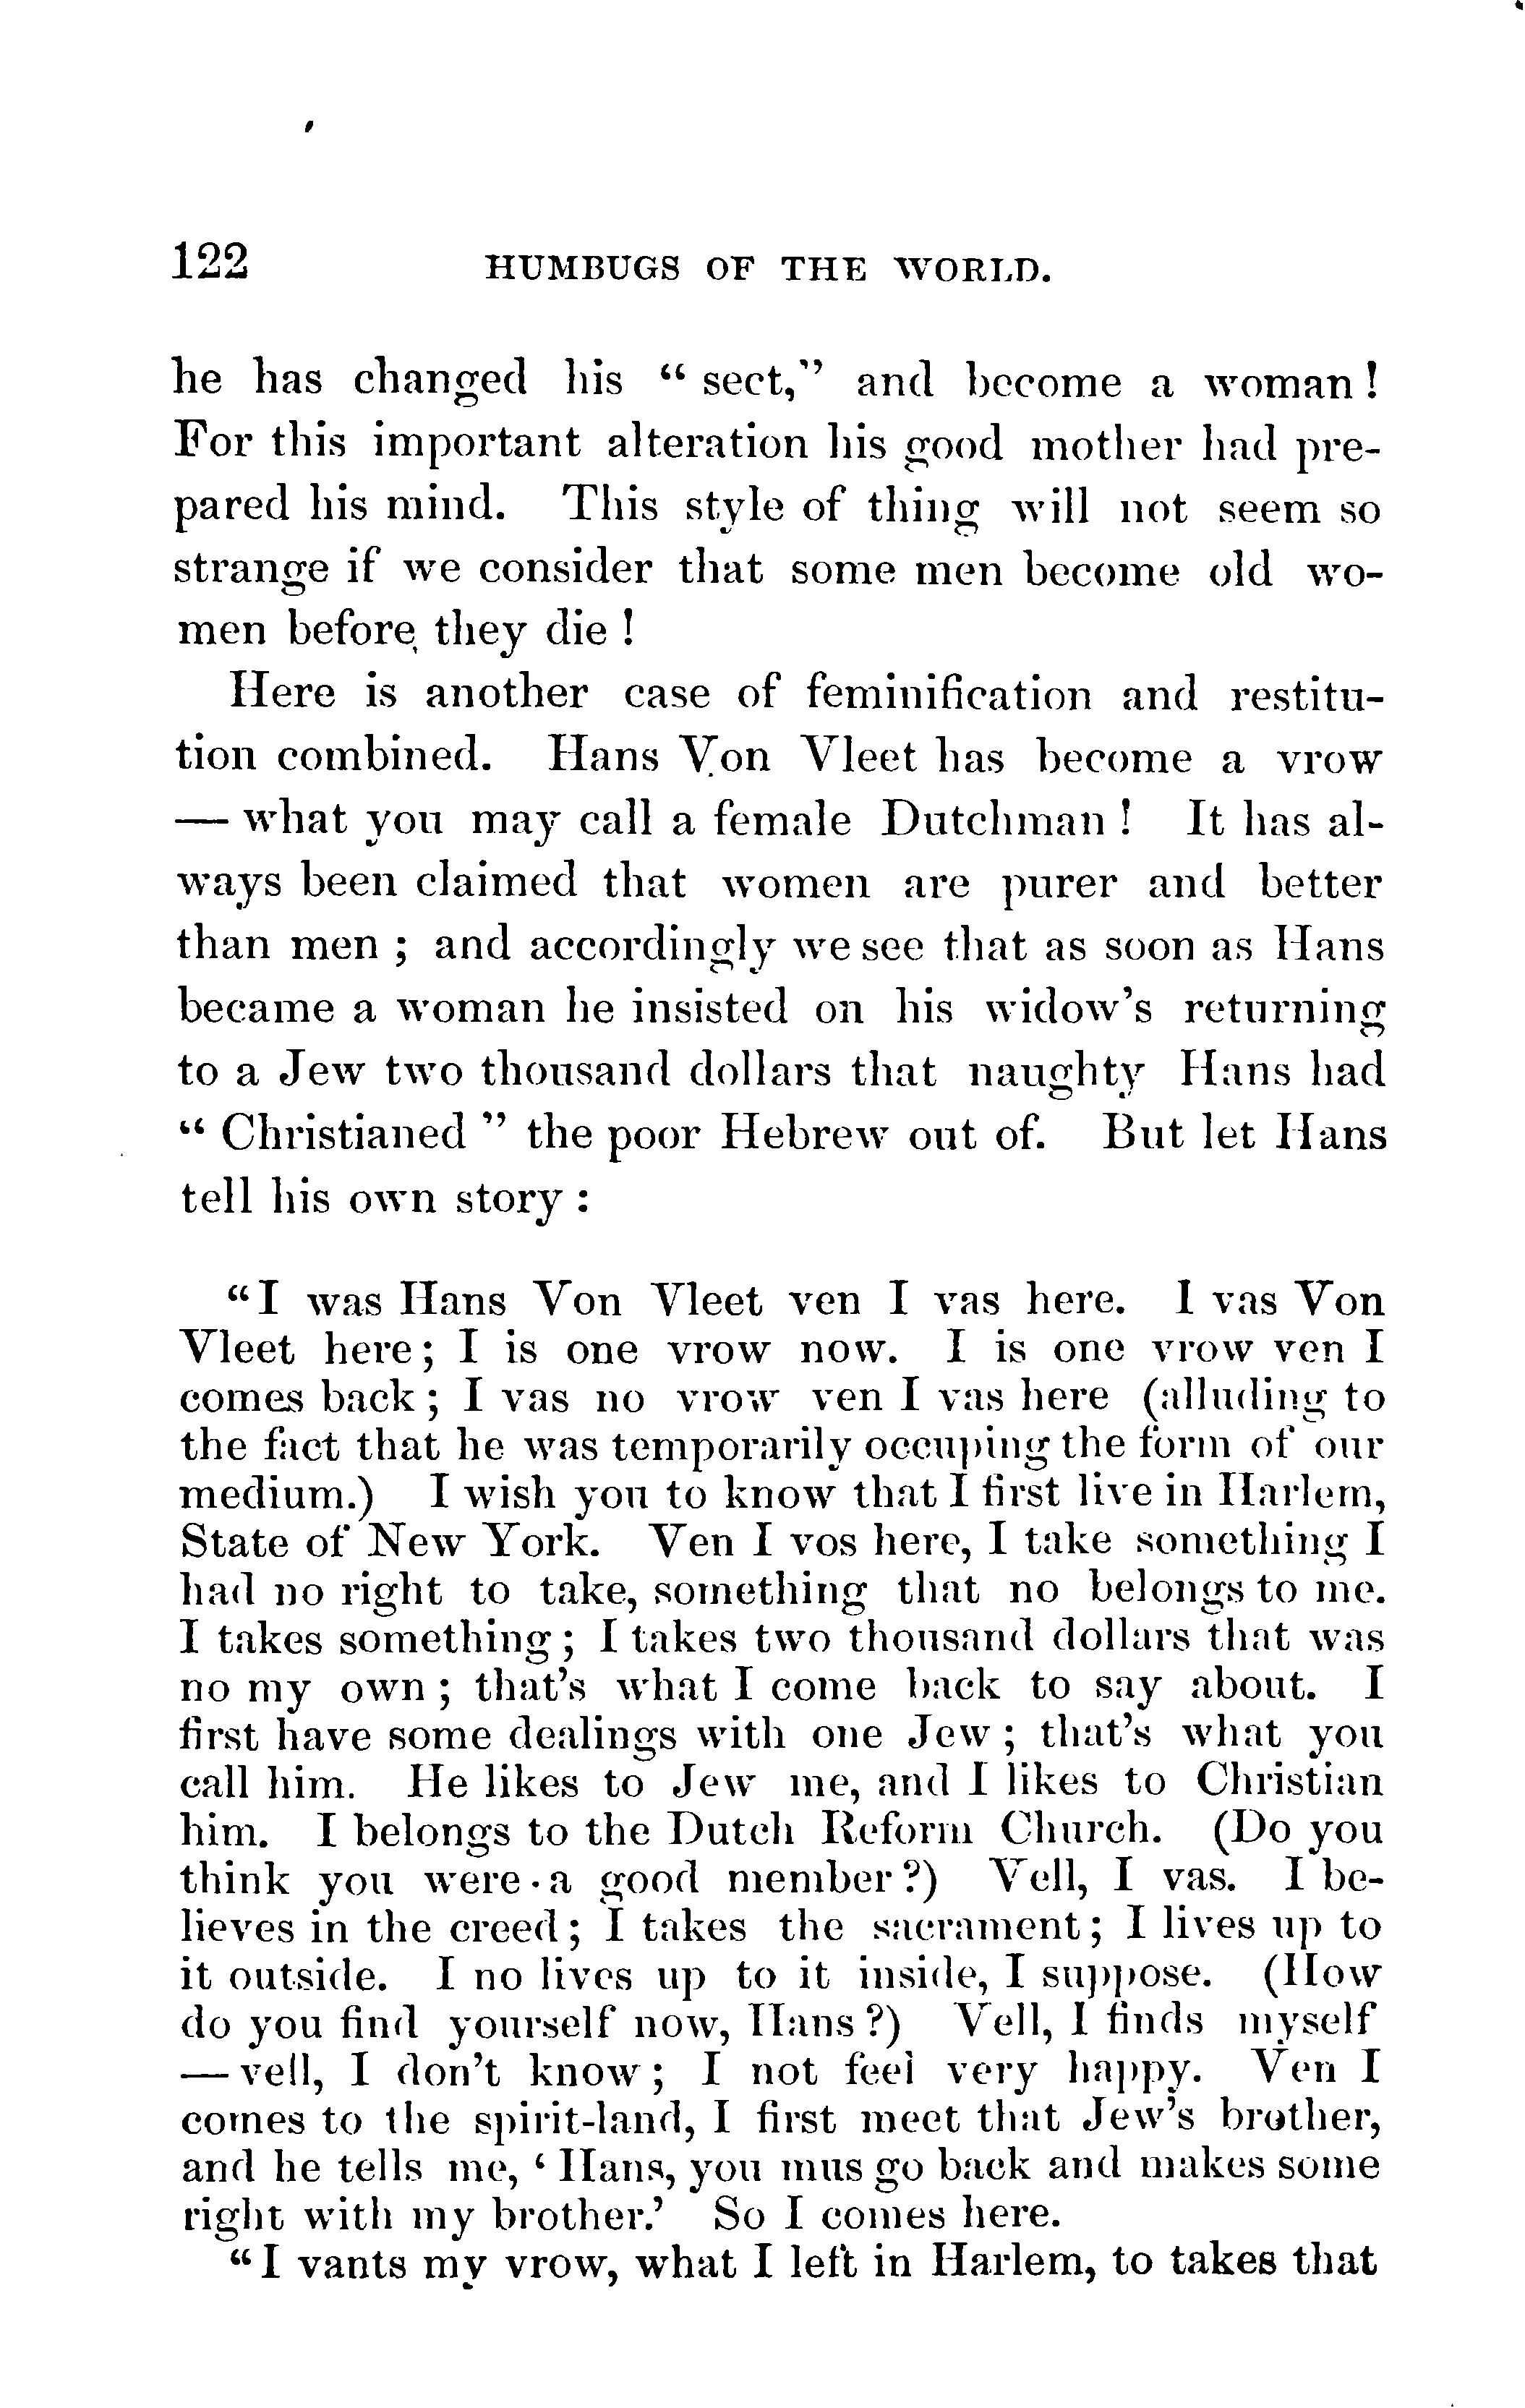 122 HUMBUGS OF THE WORLD.
he has changed his “ sect,” and become a woman !
For this important alteration his good mother had pre-
pared his mind. This style of thing will not seem so
strange if we consider that some men become old wo-
men before they die !
Here is another case of feminification and restitu-
tion combined. Hans Von Vleet has become a vrow
— what you may call a female Dutchman ! It has al-
ways been claimed that women are purer and better
than men ; and accordingly we see that as soon as Hans
became a woman he insisted on his widow’s returning
to a Jew two thousand dollars that naughty Hans had
“ Christianed ” the poor Hebrew out of. But let Hans
tell his own story :
“I was Hans Von Vleet ven I vas here. I vas Von
Vleet here; I is one vrow now. I is one vrow ven I
comes back ; I vas no vrow ven I vas here (alluding to
the fact that he was temporarily occuping the form of our
medium.) I wish you to know that I first live in Harlem,
State of New York. Ven I vos here, I take something I
had no right to take, something that no belongs to me.
I takes something; I takes two thousand dollars that was
no my own ; that’s what I come back to say about. I
first have some dealings with one Jew ; that’s what you
call him. He likes to Jew me, and I likes to Christian
him. I belongs to the Dutch Reform Church. (Do you
think you were a good member?) Vell, I vas. I be-
lieves in the creed; I takes the sacrament; I lives up to
it outside. I no lives up to it inside, I suppose. (How
do you find yourself now, Hans?) Vell, I finds myself
— vell, I don’t know; I not feel very happy. Ven I
comes to the spirit-land, I first meet that Jew’s brother,
and he tells me, ‘ Hans, you mus go back and makes some
right with my brother.’ So I comes here.
“I vants my vrow, what I left in Harlem, to takes that